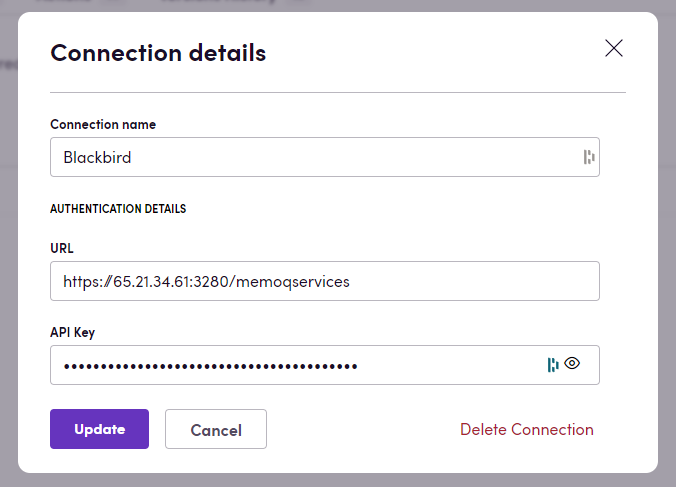 Connection details
Connection name
Blackbird
AUTHENTICATION DETAILS
URL
https://65.21.34.61:3280/memoqservices
API Key
••••••••••••••••••••••••••••••••••••••••
Update
Cancel
Delete Connection